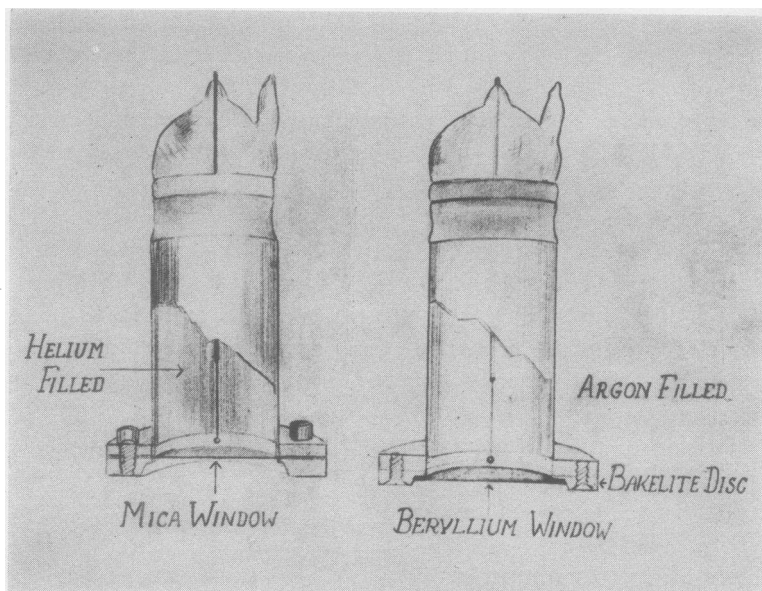 HELIUM
FILLED
MICA WINDOW
ARGON FILLED
BAKELITE DISC
BERYLLIUM WINDOW